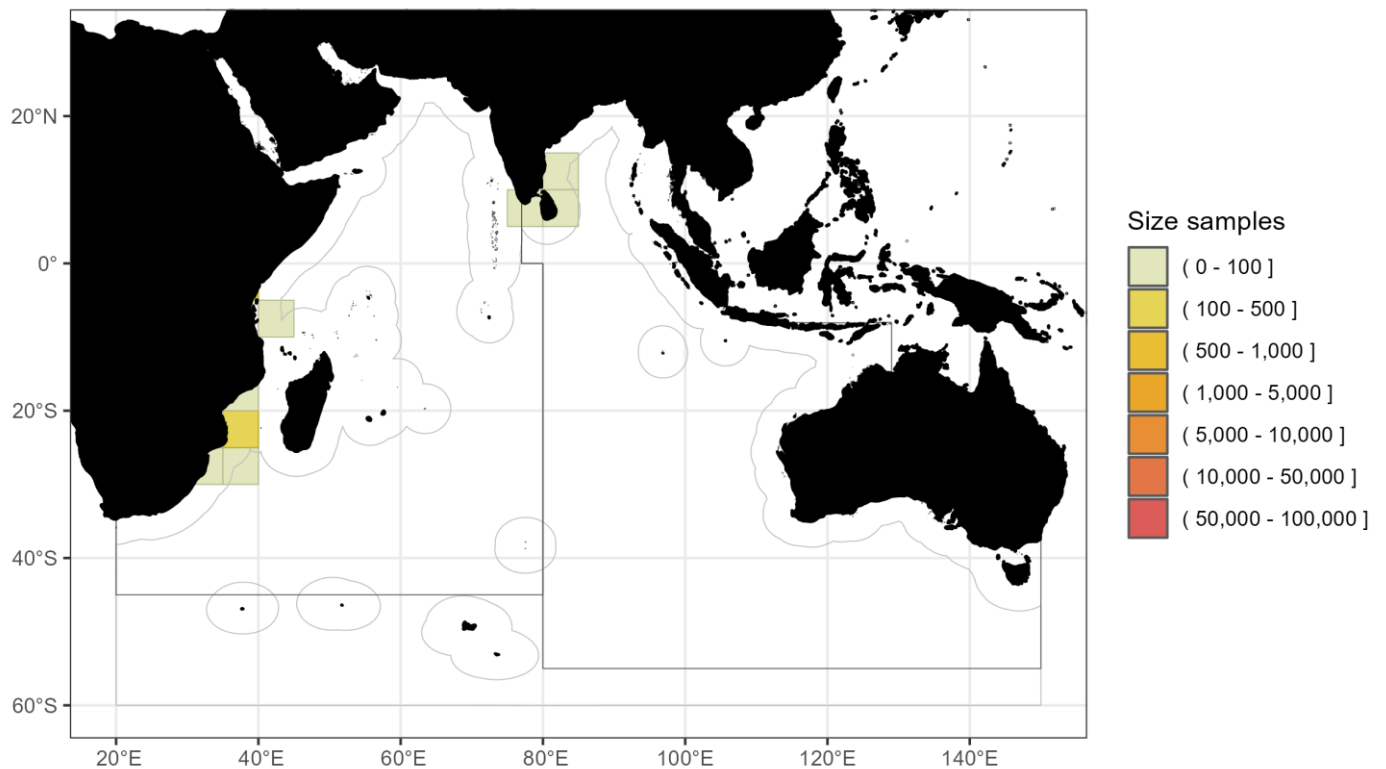 20°N
0°
20°S
40°S
60°S
20°E
40°E
60°E
80°E
100°E
120°E
140°E
Size samples
( 0 - 100 ]
( 100 - 500 ]
( 500 - 1,000 ]
( 1,000 - 5,000 ]
( 5,000 - 10,000 ]
( 10,000 - 50,000 ]
( 50,000 - 100,000 ]